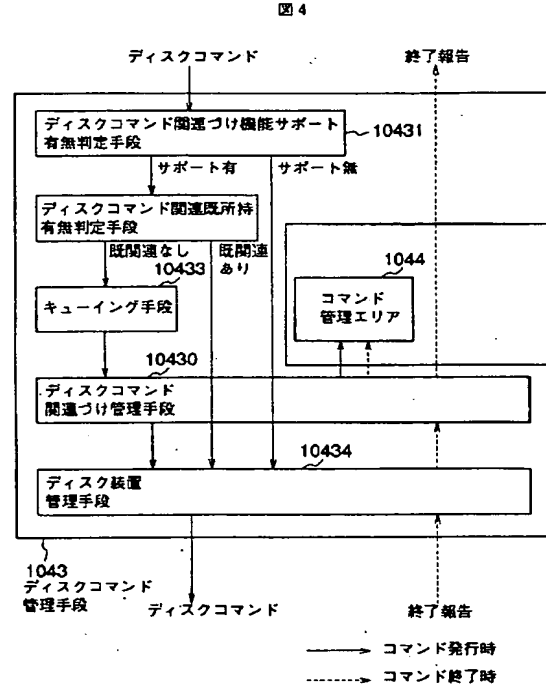 図4
ディスクコマンド
終了報告
ディスクコマンド関連づけ機能サポート
有無判定手段
10431
サポート有
サポート無
ディスクコマンド関連既所持
有無判定手段
既関連なし
既関連
あり
10433
キューイング手段
1044
コマンド
管理エリア
10430
ディスクコマンド
関連づけ管理手段
10434
ディスク装置
管理手段
1043
ディスクコマンド
管理手段
ディスクコマンド
終了報告
コマンド発行時
コマンド終了時